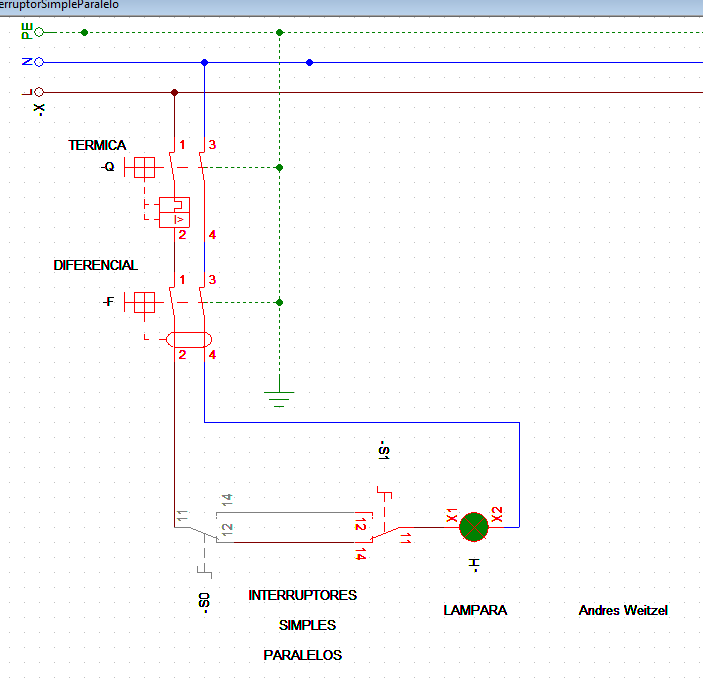 erruptorSimpleParalelo
PE
N
L
-X
TERMICA
1
3
-Q
I>
2
4
DIFERENCIAL
1
3
-F
2
4
-S1
14
11
12
12
11
14
X1
X2
-H
-S0
INTERRUPTORES
SIMPLES
PARALELOS
LAMPARA
Andres Weitzel